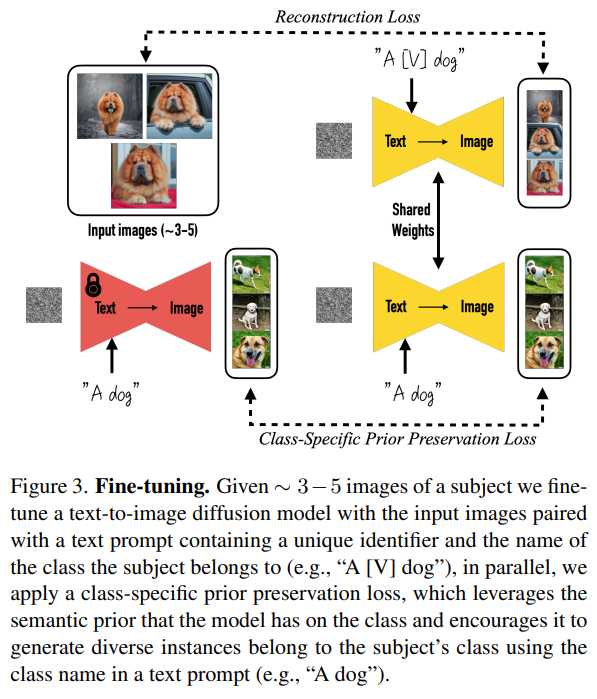 Reconstruction Loss
"A [V] dog"
Text → Image
Input images (~3-5)
Shared
Weights
Text → Image
Text → Image
"A dog"
"A dog"
Class-Specific Prior Preservation Loss
Figure 3. Fine-tuning. Given ∼ 3−5 images of a subject we fine-
tune a text-to-image diffusion model with the input images paired
with a text prompt containing a unique identifier and the name of
the class the subject belongs to (e.g., “A [V] dog”), in parallel, we
apply a class-specific prior preservation loss, which leverages the
semantic prior that the model has on the class and encourages it to
generate diverse instances belong to the subject’s class using the
class name in a text prompt (e.g., “A dog”).